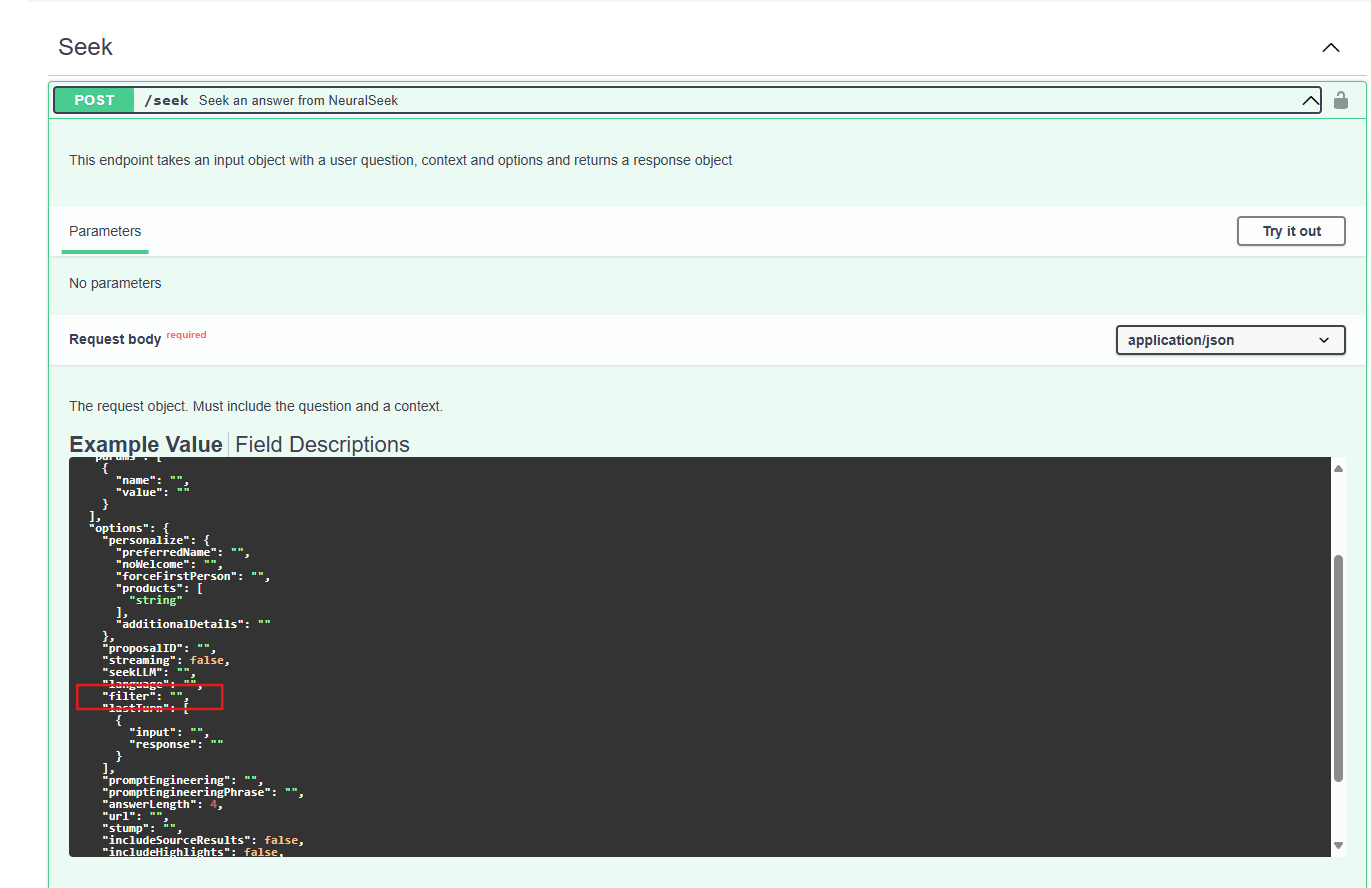 Seek
POST /seek Seek an answer from NeuralSeek
This endpoint takes an input object with a user question, context and options and returns a response object
Parameters
Try it out
No parameters
Request body required
application/json
The request object. Must include the question and a context.
Example Value Field Descriptions
"params": [
{
"name": "",
"value": ""
}
],
"options": {
"personalize": {
"preferredName": "",
"noWelcome": "",
"forceFirstPerson": "",
"products": [
"string"
],
"additionalDetails": ""
},
"proposalID": "",
"streaming": false,
"seekLLM": "",
"language": "",
"filter": "",
"lastTurn": [
{
"input": "",
"response": ""
}
],
"promptEngineering": "",
"promptEngineeringPhrase": "",
"answerLength": 4,
"url": "",
"stump": "",
"includeSourceResults": false,
"includeHighlights": false,